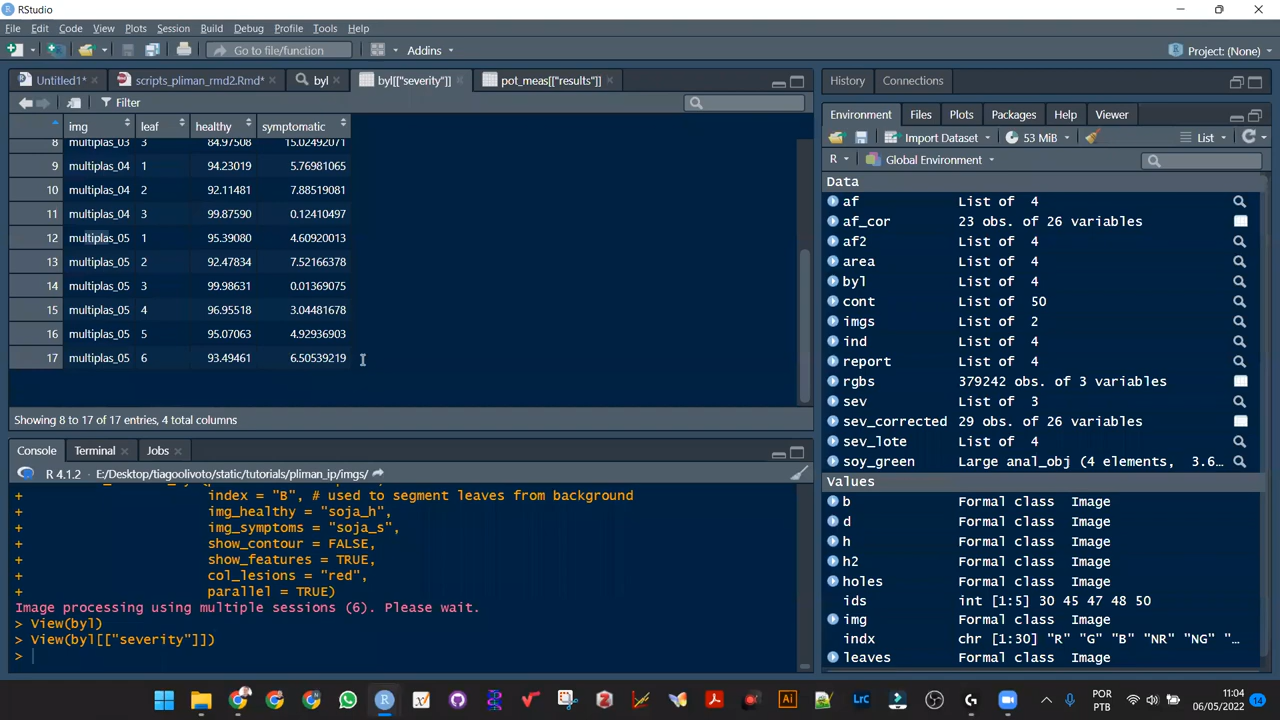 RStudio
File Edit Code View Plots Session Build Debug Profile Tools Help
Go to file/function Addins Project: (None)
Untitled1* scripts_pliman_rmd2.Rmd* byl byl[["severity"]] pot_meas[["results"]]
Filter
img leaf healthy symptomatic
8 multiplas_03 3 84.97508 15.02492071
9 multiplas_04 1 94.23019 5.76981065
10 multiplas_04 2 92.11481 7.88519081
11 multiplas_04 3 99.87590 0.12410497
12 multiplas_05 1 95.39080 4.60920013
13 multiplas_05 2 92.47834 7.52166378
14 multiplas_05 3 99.98631 0.01369075
15 multiplas_05 4 96.95518 3.04481678
16 multiplas_05 5 95.07063 4.92936903
17 multiplas_05 6 93.49461 6.50539219
Showing 8 to 17 of 17 entries, 4 total columns
Console Terminal Jobs
R 4.1.2 · E:/Desktop/tiagoolivoto/static/tutorials/pliman_ip/imgs/
+ index = "B", # used to segment leaves from background
+ img_healthy = "soja_h",
+ img_symptoms = "soja_s",
+ show_contour = FALSE,
+ show_features = TRUE,
+ col_lesions = "red",
+ parallel = TRUE)
Image processing using multiple sessions (6). Please wait.
> View(byl)
> View(byl[["severity"]])
>
History Connections
Environment Files Plots Packages Help Viewer
Import Dataset 53 MiB List
R Global Environment
Data
af List of 4
af_cor 23 obs. of 26 variables
af2 List of 4
area List of 4
byl List of 4
cont List of 50
imgs List of 2
ind List of 4
report List of 4
rgbs 379242 obs. of 3 variables
sev List of 3
sev_corrected 29 obs. of 26 variables
sev_lote List of 4
soy_green Large anal_obj (4 elements, 3.6…
Values
b Formal class Image
d Formal class Image
h Formal class Image
h2 Formal class Image
holes Formal class Image
ids int [1:5] 30 45 47 48 50
img Formal class Image
indx chr [1:30] "R" "G" "B" "NR" "NG" "…
leaves Formal class Image
POR
PTB
11:04
06/05/2022
14